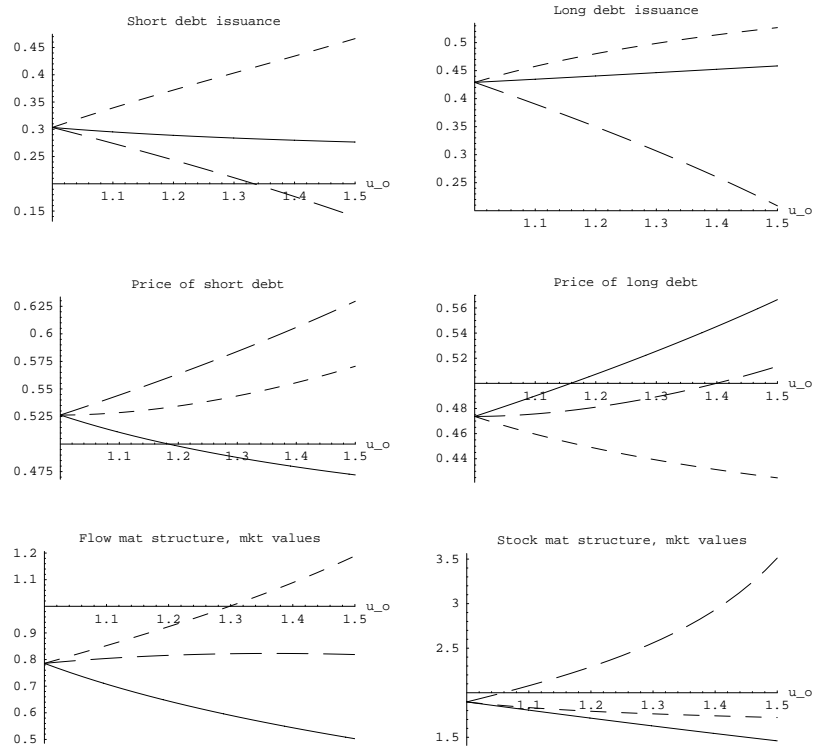 Short debt issuance
0.45
0.4
0.35
0.3
0.25
0.15
1.1 1.2 1.3 1.4 1.5
u_o
Long debt issuance
0.5
0.45
0.4
0.35
0.3
0.25
1.1 1.2 1.3 1.4 1.5
u_o
Price of short debt
0.625
0.6
0.575
0.55
0.525
0.475
1.1 1.2 1.3 1.4 1.5
u_o
Price of long debt
0.56
0.54
0.52
0.48
0.46
0.44
1.1 1.2 1.3 1.4 1.5
u_o
Flow mat structure, mkt values
1.2
1.1
0.9
0.8
0.7
0.6
0.5
1.1 1.2 1.3 1.4 1.5
u_o
Stock mat structure, mkt values
3.5
3
2.5
1.5
1.1 1.2 1.3 1.4 1.5
u_o